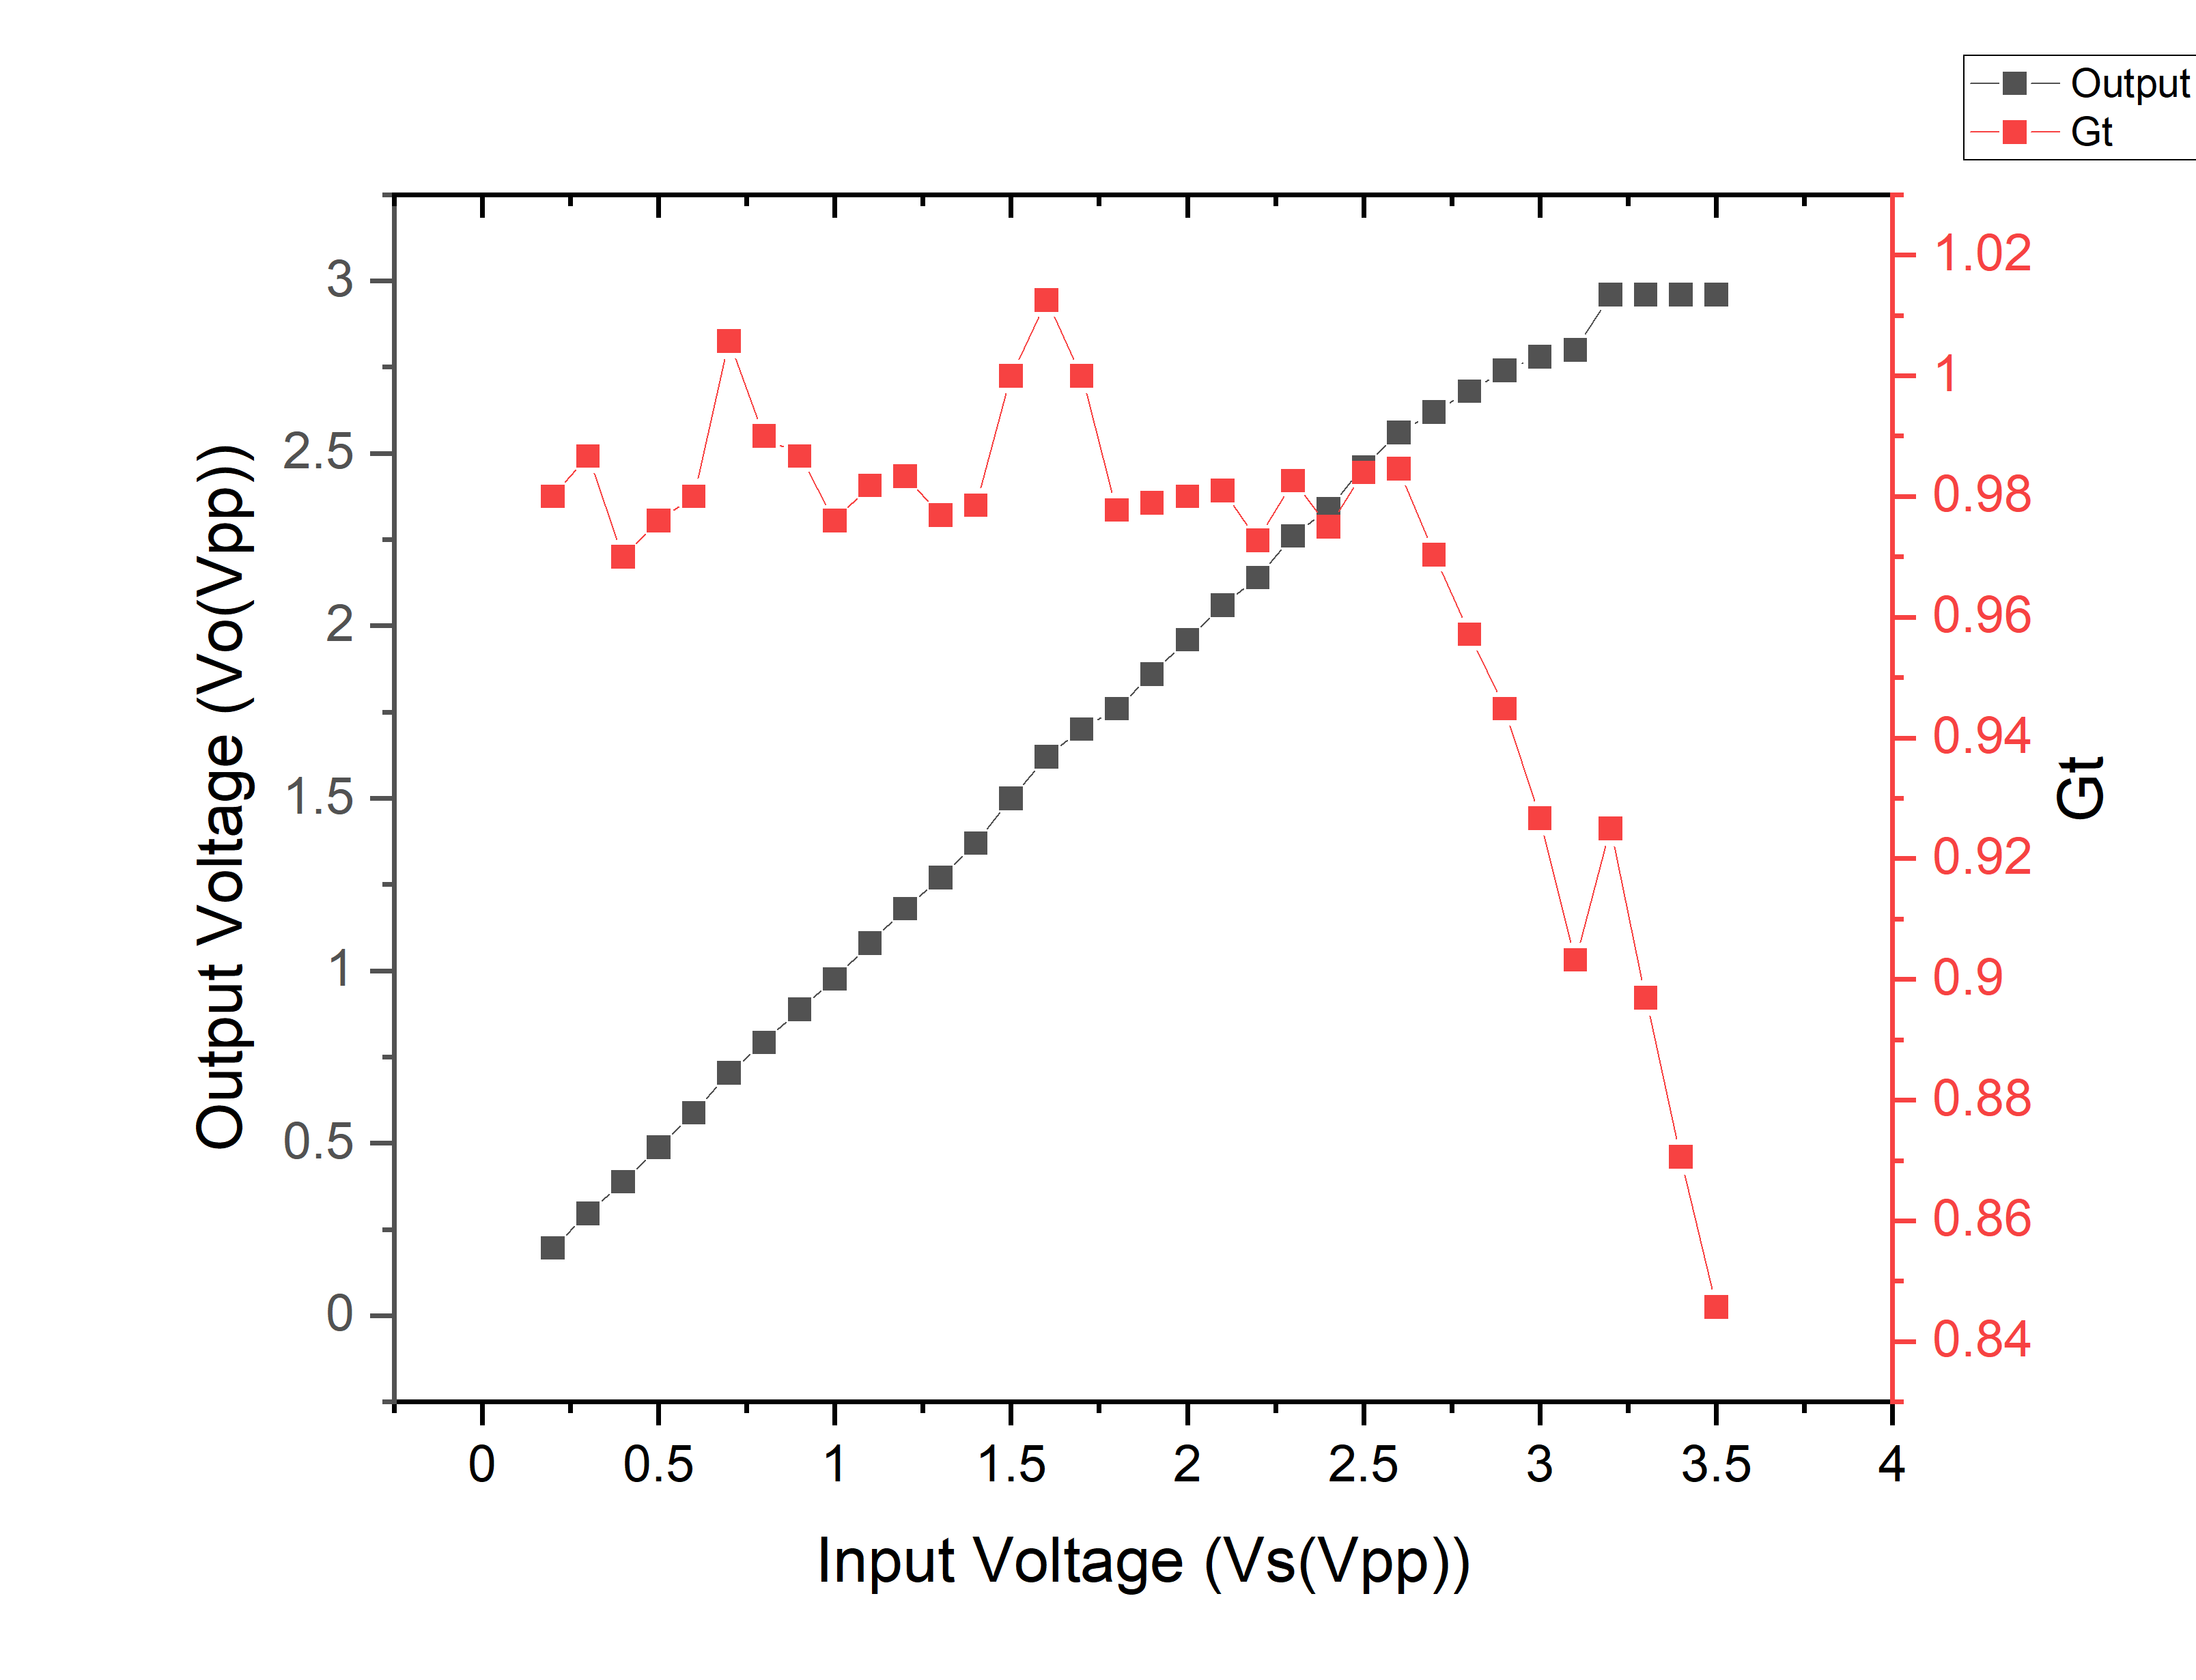 Output
Gt
3
2.5
2
1.5
1
0.5
0
Output Voltage (Vo(Vpp))
1.02
1
0.98
0.96
0.94
0.92
0.9
0.88
0.86
0.84
Gt
0 0.5 1 1.5 2 2.5 3 3.5 4
Input Voltage (Vs(Vpp))